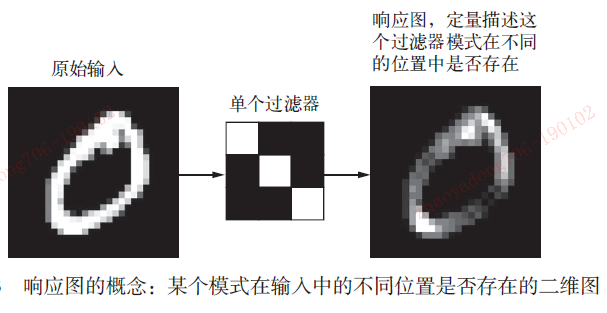 响应图，定量描述这
个过滤器模式在不同
的位置中是否存在
原始输入
单个过滤器
响应图的概念：某个模式在输入中的不同位置是否存在的二维图